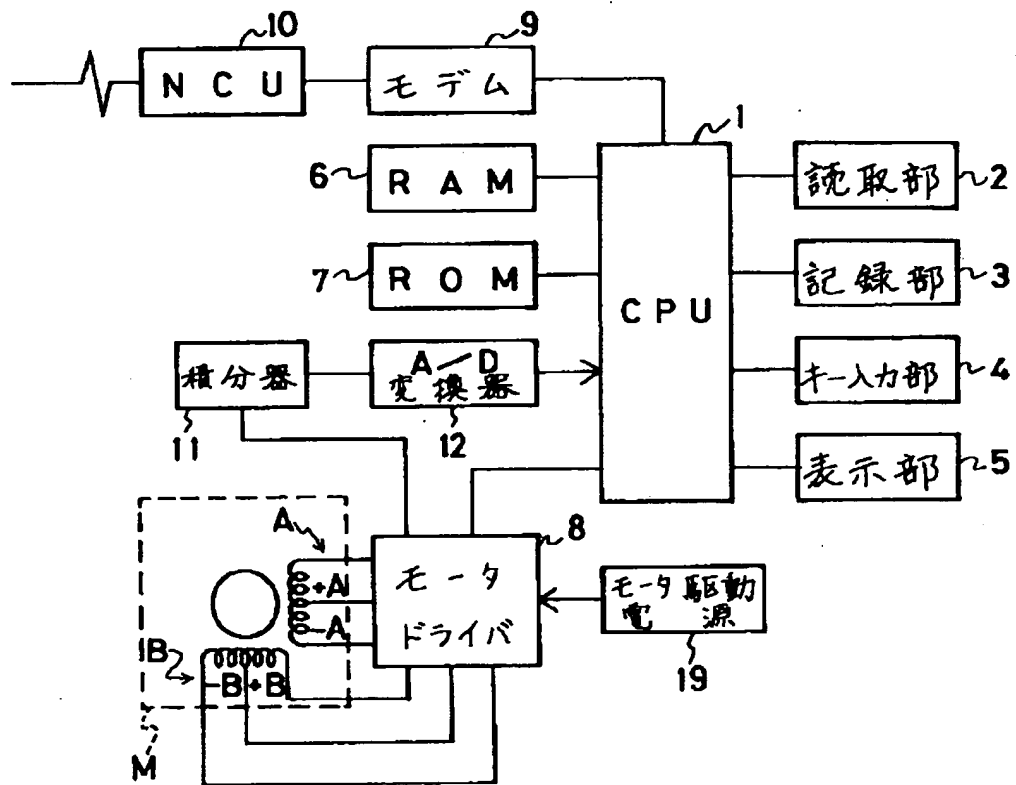 10
9
NCU
モデム
1
6
RAM
読取部
2
7
ROM
CPU
記録部
3
積分器
A/D
変換器
キー入力部
4
11
12
表示部
5
A
8
+A
-A
モータ
ドライバ
モータ駆動
電源
B
-B
+B
19
M